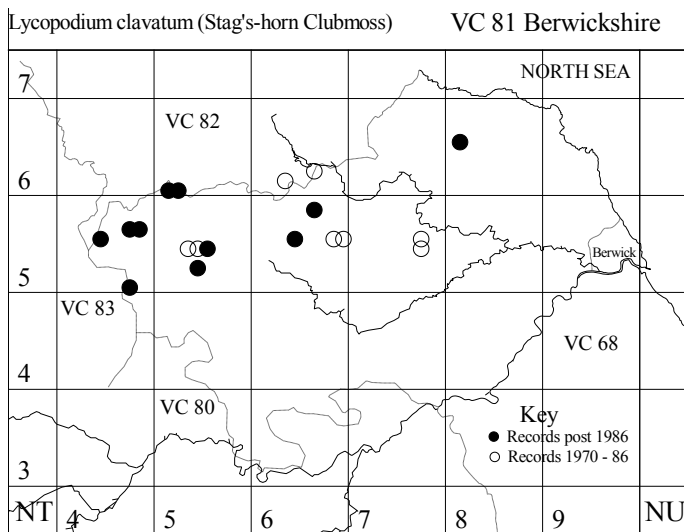 Lycopodium clavatum (Stag's-horn Clubmoss) VC 81 Berwickshire
7
NORTH SEA
VC 82
6
Berwick
5
VC 83
VC 68
4
VC 80
Key
Records post 1986
Records 1970 - 86
3
NT 4 5 6 7 8 9 NU